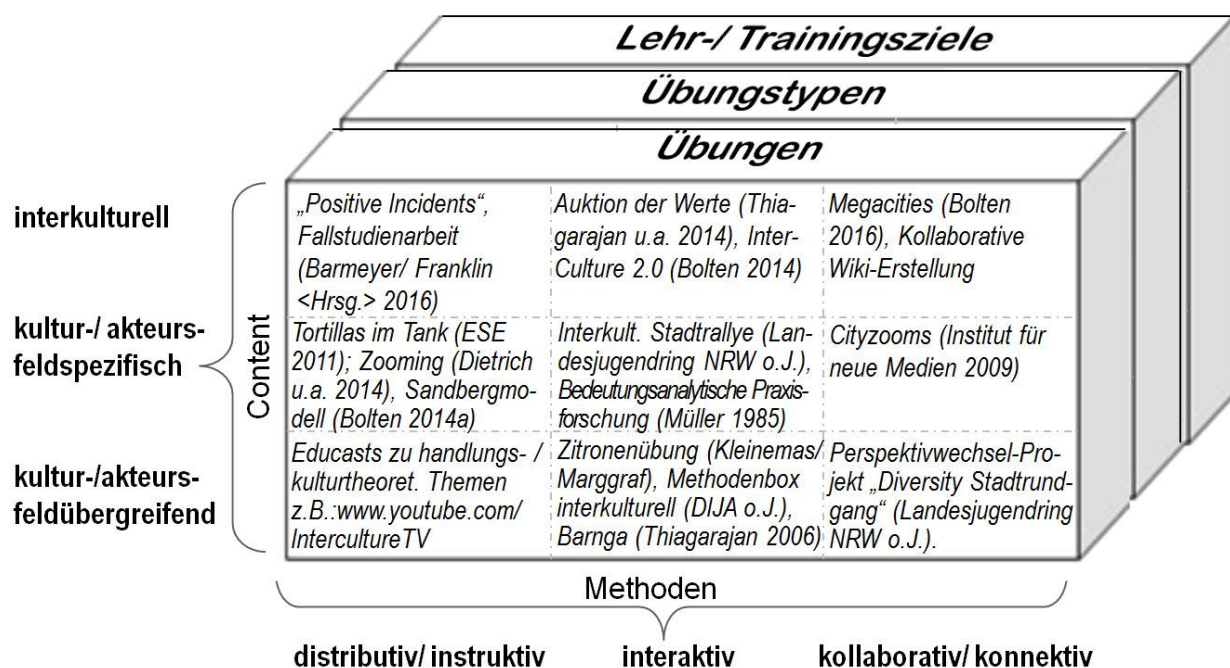 Lehr-/ Trainingsziele
Übungstypen
Übungen
interkulturell
„Positive Incidents“,
Fallstudienarbeit
(Barmeyer/ Franklin
<Hrsg.> 2016)
Auktion der Werte (Thia-
garajan u.a. 2014), Inter-
Culture 2.0 (Bolten 2014)
Megacities (Bolten
2016), Kollaborative
Wiki-Erstellung
kultur-/ akteurs-
feldspezifisch
Tortillas im Tank (ESE
2011); Zooming (Dietrich
u.a. 2014), Sandbergmo-
dell (Bolten 2014a)
Interkult. Stadtrallye (Lan-
desjugendring NRW o.J.),
Bedeutungsanalytische Praxis-
forschung (Müller 1985)
Cityzooms (Institut für
neue Medien 2009)
kultur-/akteurs-
feldübergreifend
Educasts zu handlungs- /
kulturtheoret. Themen
z.B.:www.youtube.com/
IntercultureTV
Zitronenübung (Kleinemas/
Marggraf), Methodenbox
interkulturell (DIJA o.J.),
Barnga (Thiagarajan 2006)
Perspektivwechsel-Pro-
jekt „Diversity Stadtrund-
gang“ (Landesjugendring
NRW o.J.).
Content
Methoden
distributiv/ instruktiv
interaktiv
kollaborativ/ konnektiv